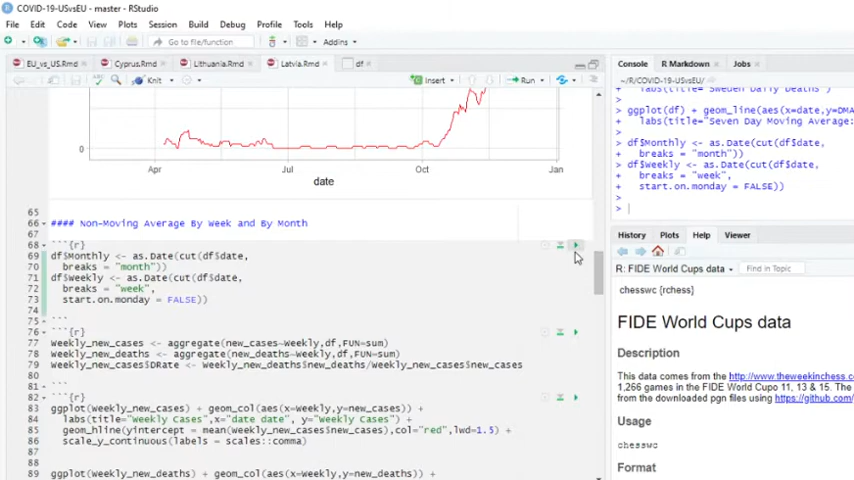 COVID-19-USvsEU - master - RStudio
File Edit Code View Plots Session Build Debug Profile Tools Help
Go to file/function Addins
EU_vs_US.Rmd Cyprus.Rmd Lithuania.Rmd Latvia.Rmd df
Knit Insert Run
0
Apr Jul Oct Jan
date
65
66 #### Non-Moving Average By Week and By Month
67
68 ```{r}
69 df$Monthly <- as.Date(cut(df$date,
70 breaks = "month"))
71 df$Weekly <- as.Date(cut(df$date,
72 breaks = "week",
73 start.on.monday = FALSE))
74
75 ```
76 ```{r}
77 Weekly_new_cases <- aggregate(new_cases~Weekly,df,FUN=sum)
78 Weekly_new_deaths <- aggregate(new_deaths~Weekly,df,FUN=sum)
79 Weekly_new_cases$DRate <- Weekly_new_deaths$new_deaths/Weekly_new_cases$new_cases
80
81 ```
82 ```{r}
83 ggplot(Weekly_new_cases) + geom_col(aes(x=Weekly,y=new_cases)) +
84 labs(title="Weekly Cases",x="date date", y="Weekly Cases") +
85 geom_hline(yintercept = mean(Weekly_new_cases$new_cases),col="red",lwd=1.5) +
86 scale_y_continuous(labels = scales::comma)
87
88
89 ggplot(Weekly_new_deaths) + geom_col(aes(x=Weekly,y=new_deaths)) +
Console R Markdown Jobs
~/R/COVID-19-USvsEU/
+ labs(title= "Sweden Daily Deaths")
>
> ggplot(df) + geom_line(aes(x=date,y=DMA
+ labs(title="Seven Day Moving Average:
>
> df$Monthly <- as.Date(cut(df$date,
+ breaks = "month"))
> df$Weekly <- as.Date(cut(df$date,
+ breaks = "week",
+ start.on.monday = FALSE))
>
>
History Plots Help Viewer
R: FIDE World Cups data Find in Topic
chesswc {rchess}
FIDE World Cups data
Description
This data comes from the http://www.theweekinchess.c
1,266 games in the FIDE World Cupo 11, 13 & 15. The
from the downloaded pgn files using https://github.com/
Usage
chesswc
Format